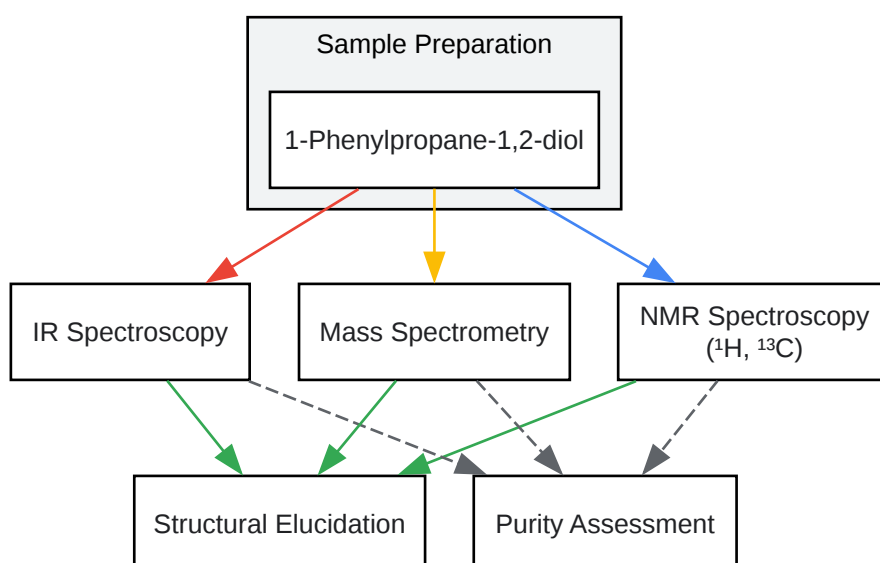 Sample Preparation
1-Phenylpropane-1,2-diol
IR Spectroscopy
Mass Spectrometry
NMR Spectroscopy
(¹H, ¹³C)
Structural Elucidation
Purity Assessment